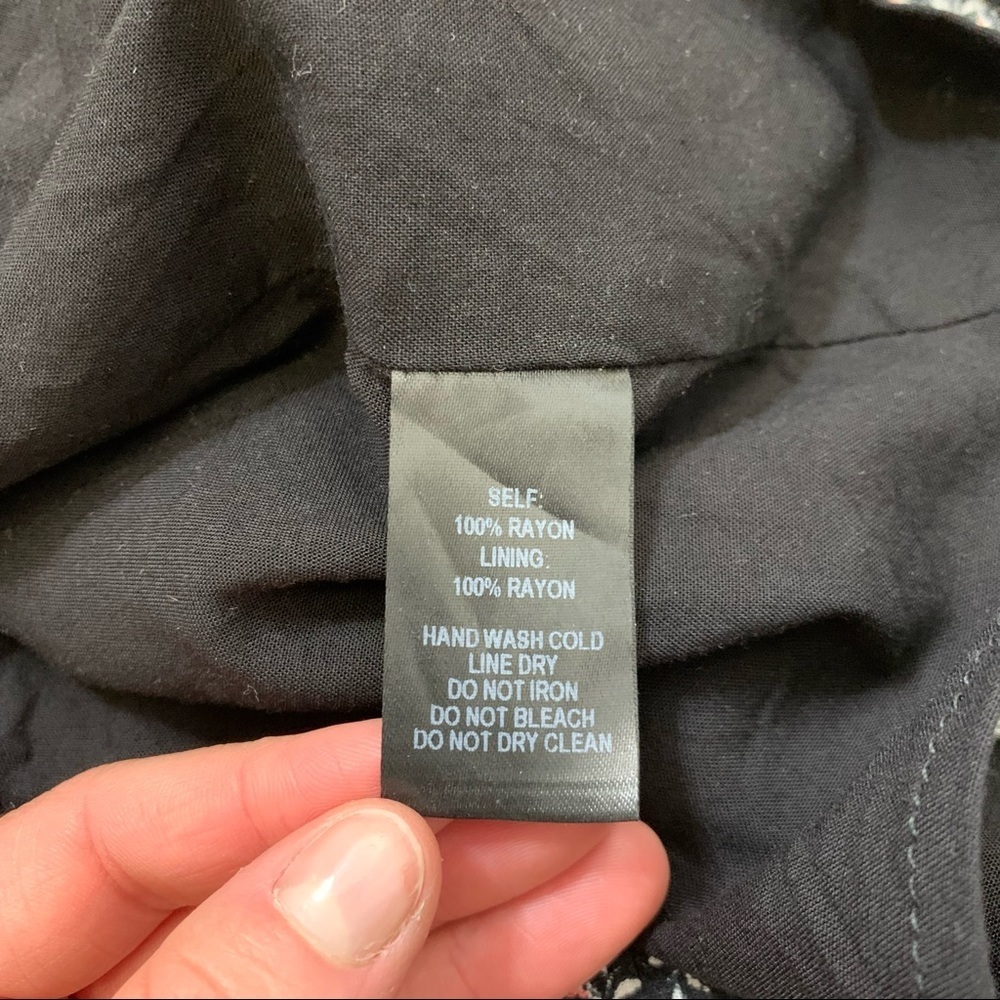 SELF:
100% RAYON
LINING:
100% RAYON
HAND WASH COLD
LINE DRY
DO NOT IRON
DO NOT BLEACH
DO NOT DRY CLEAN